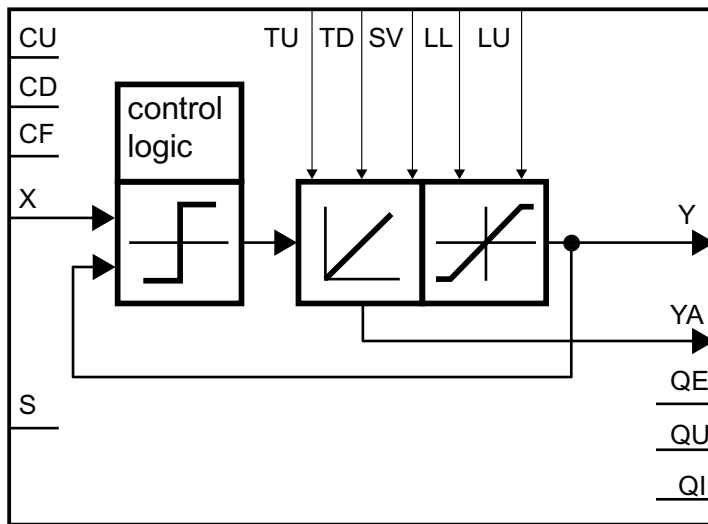 CU
TU TD SV LL LU
CD
CF
control
logic
X
Y
YA
QE
S
QU
QI